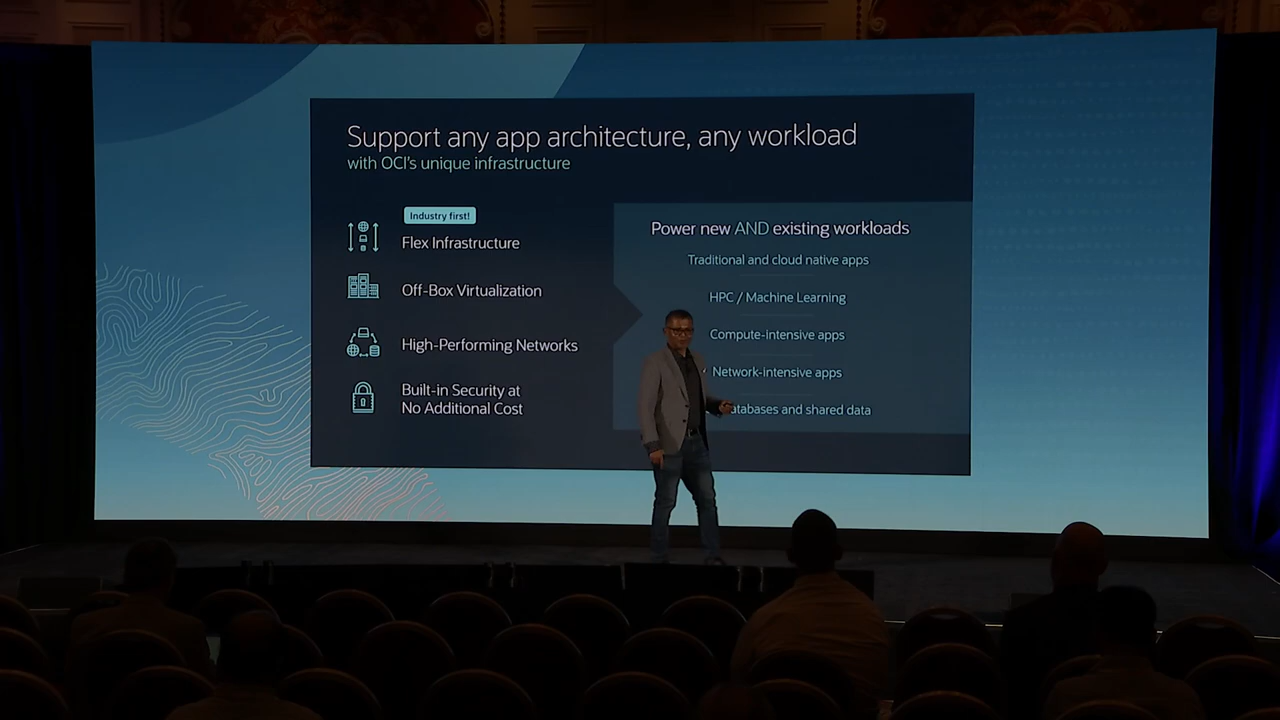 Support any app architecture, any workload
with OCI's unique infrastructure
Industry first!
Flex Infrastructure
Off-Box Virtualization
High-Performing Networks
Built-in Security at
No Additional Cost
Power new AND existing workloads
Traditional and cloud native apps
HPC / Machine Learning
Compute-intensive apps
Network-intensive apps
atabases and shared data